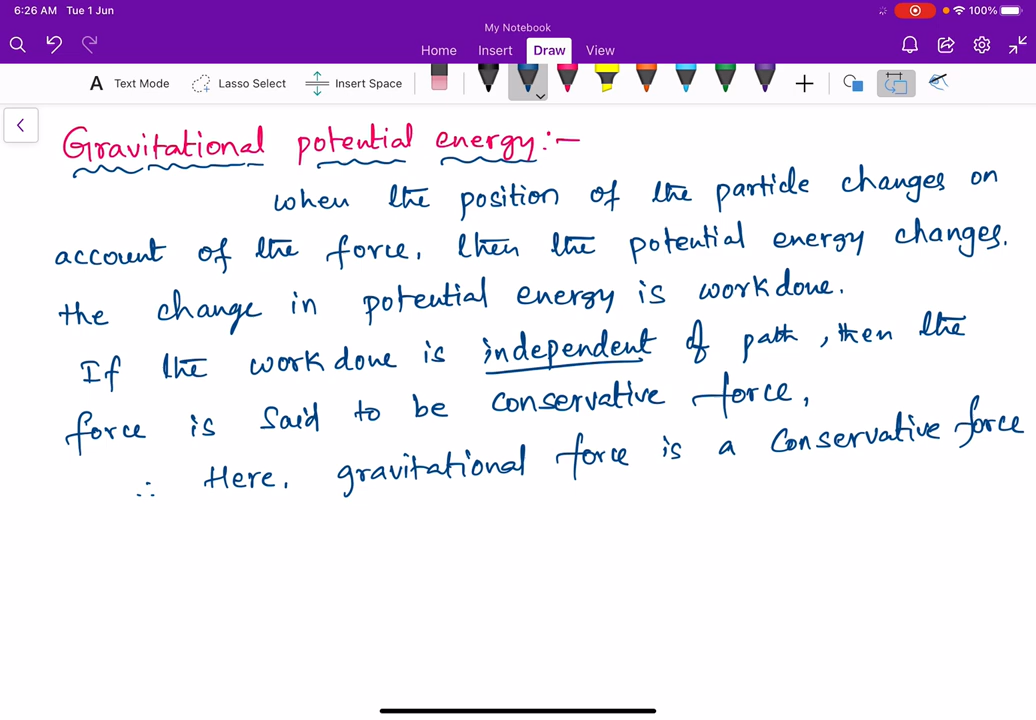 6:26 AM Tue 1 Jun
100%
My Notebook
Home Insert Draw View
A Text Mode Lasso Select Insert Space
Gravitational potential energy:-
when the position of the particle changes on
account of the force, then the potential energy changes.
the change in potential energy is workdone.
If the workdone is independent of path, then the
force is said to be conservative force,
∴ Here, gravitational force is a conservative force